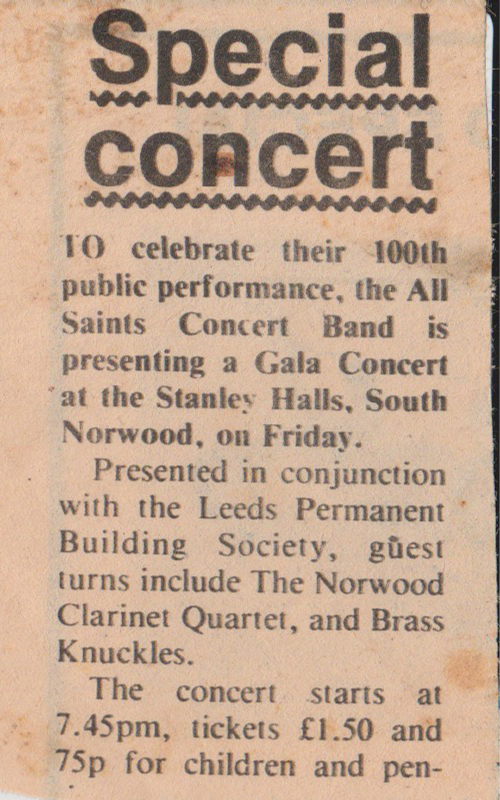 Special
concert
TO celebrate their 100th
public performance, the All
Saints Concert Band is
presenting a Gala Concert
at the Stanley Halls, South
Norwood, on Friday.
Presented in conjunction
with the Leeds Permanent
Building Society, guest
turns include The Norwood
Clarinet Quartet, and Brass
Knuckles.
The concert starts at
7.45pm, tickets £1.50 and
75p for children and pen-